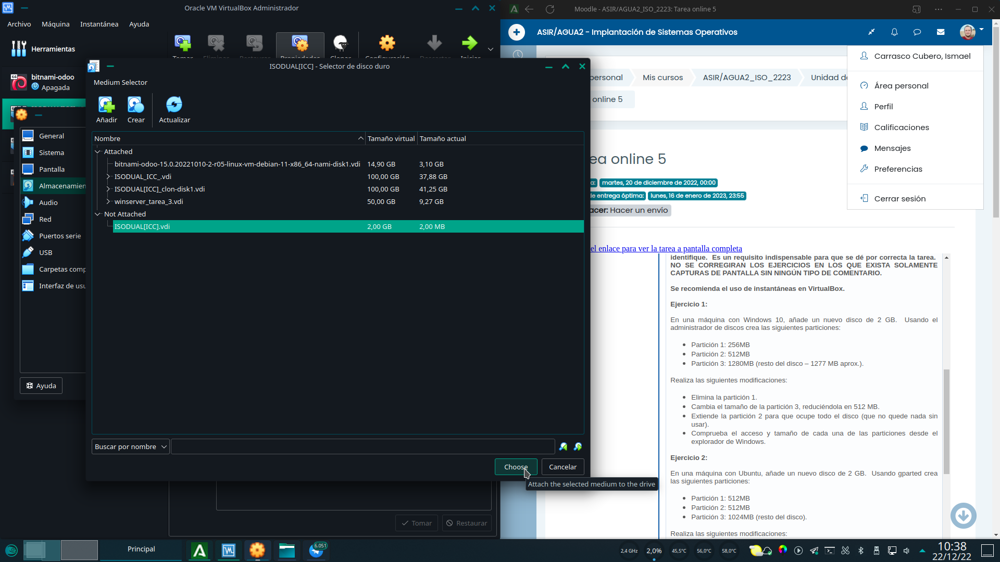 Oracle VM VirtualBox Administrador
Archivo Máquina Instantánea Ayuda
Herramientas
bitnami-odoo
Apagada
ISODUAL[ICC] - Selector de disco duro
Medium Selector
Añadir Crear Actualizar
Nombre Tamaño virtual Tamaño actual
Attached
bitnami-odoo-15.0.20221010-2-r05-linux-vm-debian-11-x86_64-nami-disk1.vdi 14,90 GB 3,10 GB
ISODUAL_ICC_.vdi 100,00 GB 37,88 GB
ISODUAL[ICC]_clon-disk1.vdi 100,00 GB 41,25 GB
winserver_tarea_3.vdi 50,00 GB 9,27 GB
Not Attached
ISODUAL[ICC].vdi 2,00 GB 2,00 MB
General
Sistema
Pantalla
Almacenamien
Audio
Red
Puertos serie
USB
Carpetas comp
Interfaz de usu
Ayuda
Buscar por nombre
Choose Cancelar
Attach the selected medium to the drive
Tomar Restaurar
Moodle - ASIR/AGUA2_ISO_2223: Tarea online 5
ASIR/AGUA2 - Implantación de Sistemas Operativos
Carrasco Cubero, Ismael
Área personal
Perfil
Calificaciones
Mensajes
Preferencias
Cerrar sesión
personal Mis cursos ASIR/AGUA2_ISO_2223 Unidad de
online 5
ea online 5
a: martes, 20 de diciembre de 2022, 00:00
de entrega óptima: lunes, 16 de enero de 2023, 23:55
acer: Hacer un envío
el enlace para ver la tarea a pantalla completa
identifique. Es un requisito indispensable para que se dé por correcta la tarea.
NO SE CORREGIRAN LOS EJERCICIOS EN LOS QUE EXISTA SOLAMENTE
CAPTURAS DE PANTALLA SIN NINGÚN TIPO DE COMENTARIO.
Se recomienda el uso de instantáneas en VirtualBox.
Ejercicio 1:
En una máquina con Windows 10, añade un nuevo disco de 2 GB. Usando el
administrador de discos crea las siguientes particiones:
• Partición 1: 256MB
• Partición 2: 512MB
• Partición 3: 1280MB (resto del disco – 1277 MB aprox.).
Realiza las siguientes modificaciones:
• Elimina la partición 1.
• Cambia el tamaño de la partición 3, reduciéndola en 512 MB.
• Extiende la partición 2 para que ocupe todo el disco (que no quede nada sin
usar).
• Comprueba el acceso y tamaño de cada una de las particiones desde el
explorador de Windows.
Ejercicio 2:
En una máquina con Ubuntu, añade un nuevo disco de 2 GB. Usando gparted crea
las siguientes particiones:
• Partición 1: 512MB
• Partición 2: 512MB
• Partición 3: 1024MB (resto del disco).
Realiza las siguientes modificaciones:
Principal
6.051
2,4 GHz 2,0% 45,5°C 56,0°C 58,0°C
10:38
22/12/22